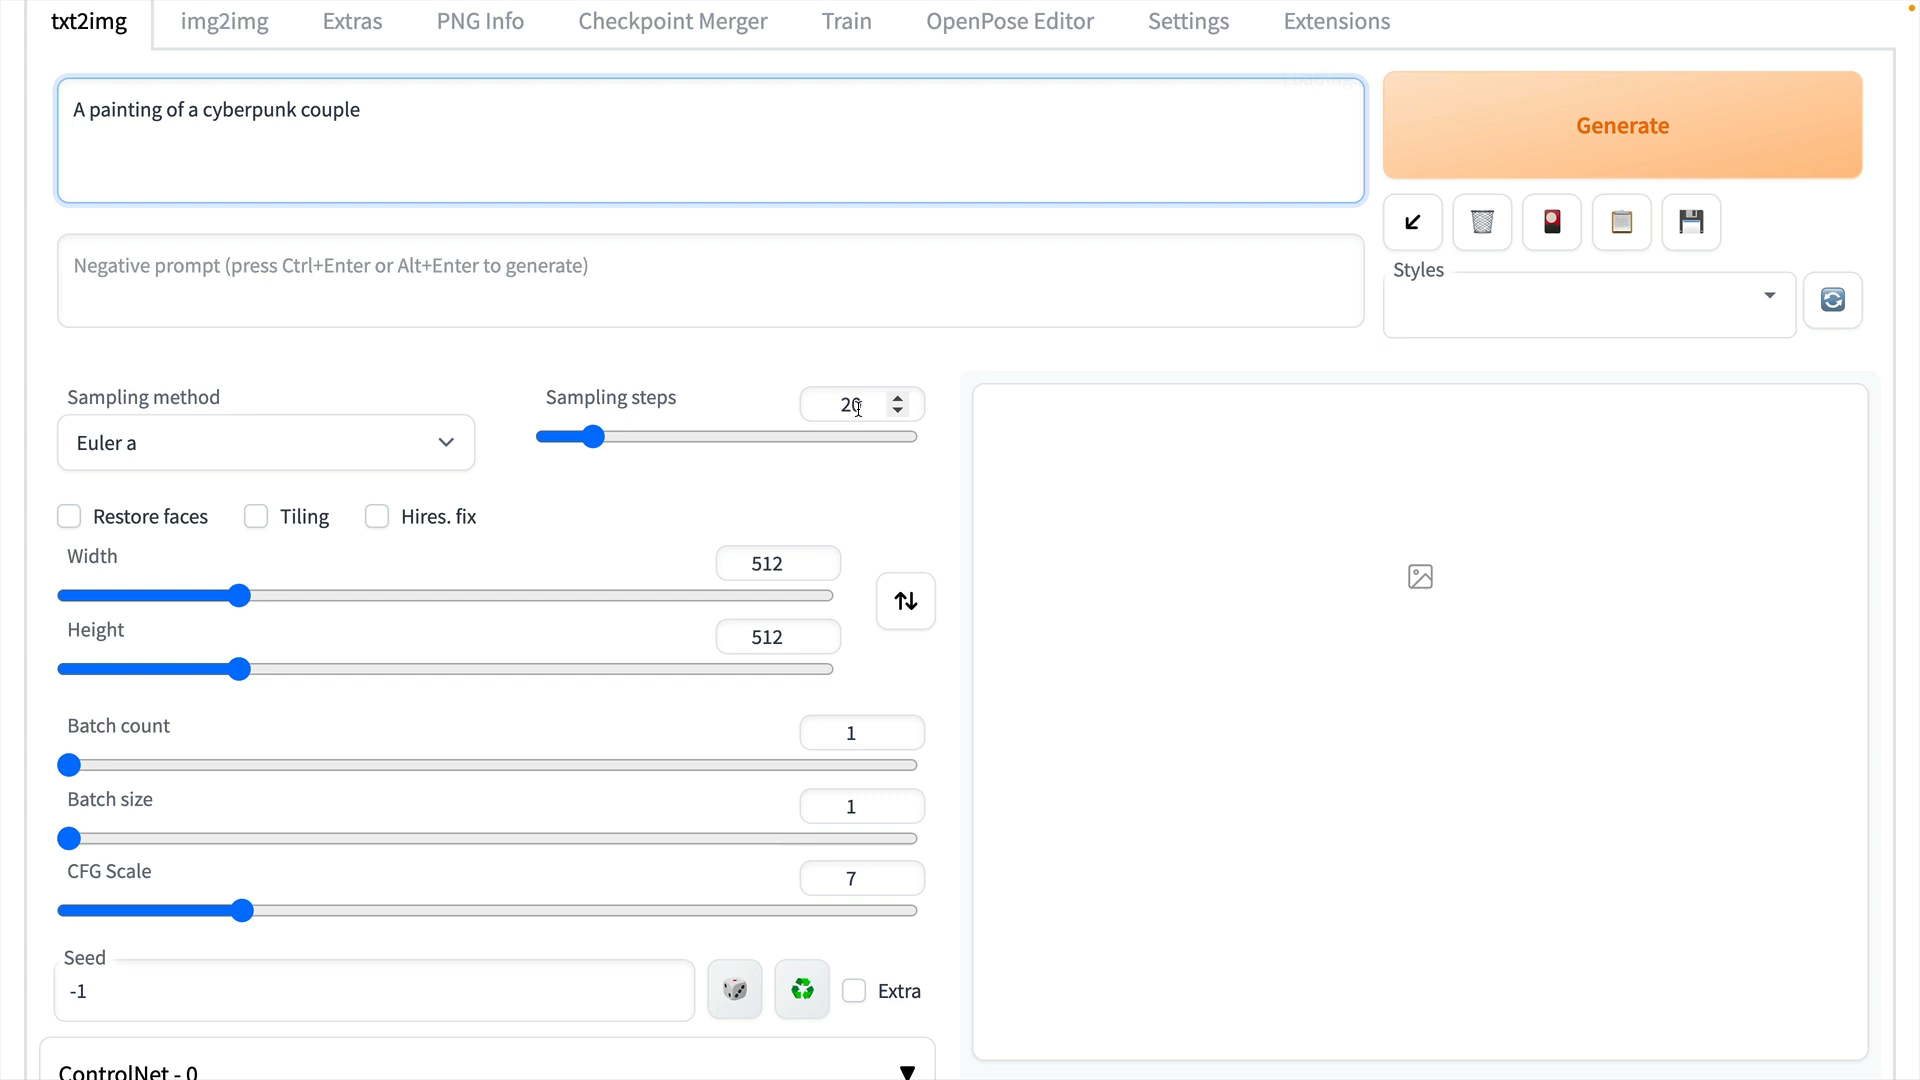 txt2img img2img Extras PNG Info Checkpoint Merger Train OpenPose Editor Settings Extensions
A painting of a cyberpunk couple
Generate
Negative prompt (press Ctrl+Enter or Alt+Enter to generate)
Styles
Sampling method
Euler a
Sampling steps
20
Restore faces Tiling Hires. fix
Width
512
Height
512
Batch count
1
Batch size
1
CFG Scale
7
Seed
-1
Extra
ControlNet - 0